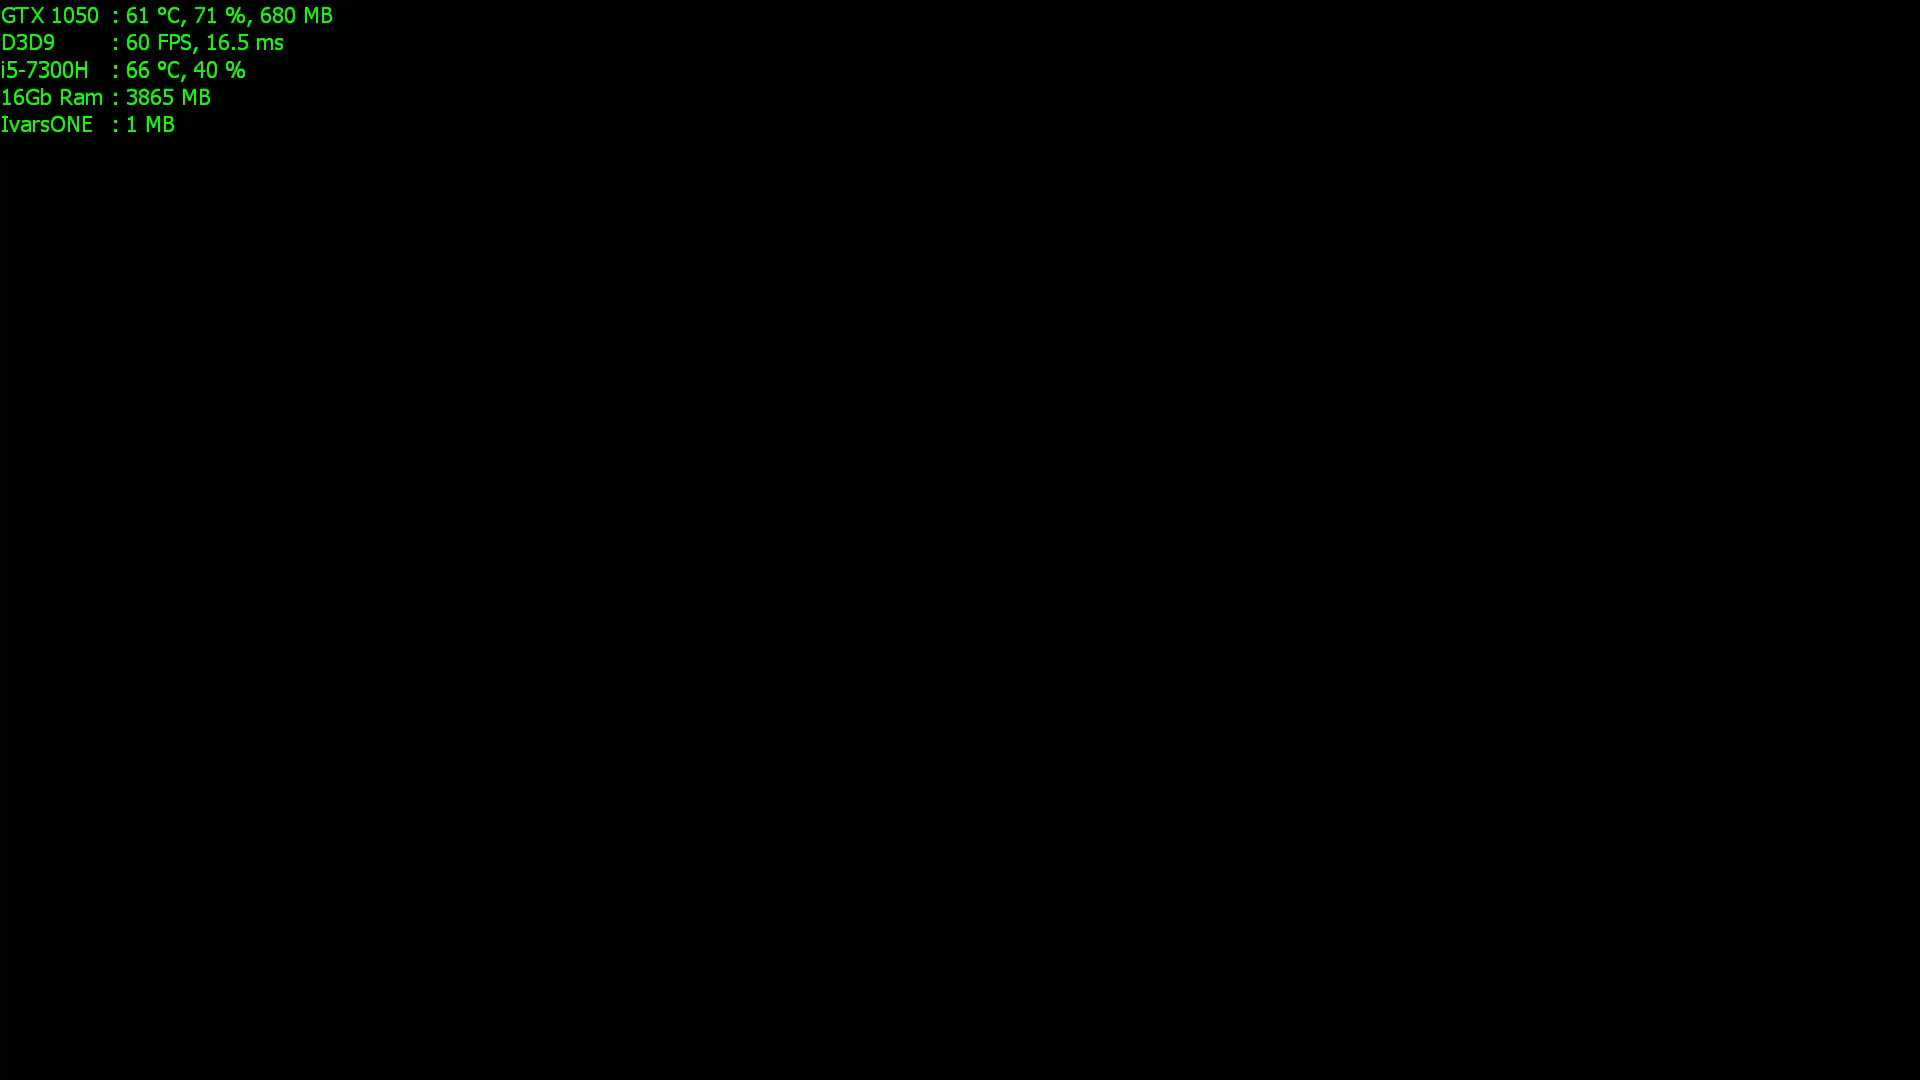 GTX 1050 : 61 °C, 71 %, 680 MB
D3D9 : 60 FPS, 16.5 ms
i5-7300H : 66 °C, 40 %
16Gb Ram : 3865 MB
IvarsONE : 1 MB